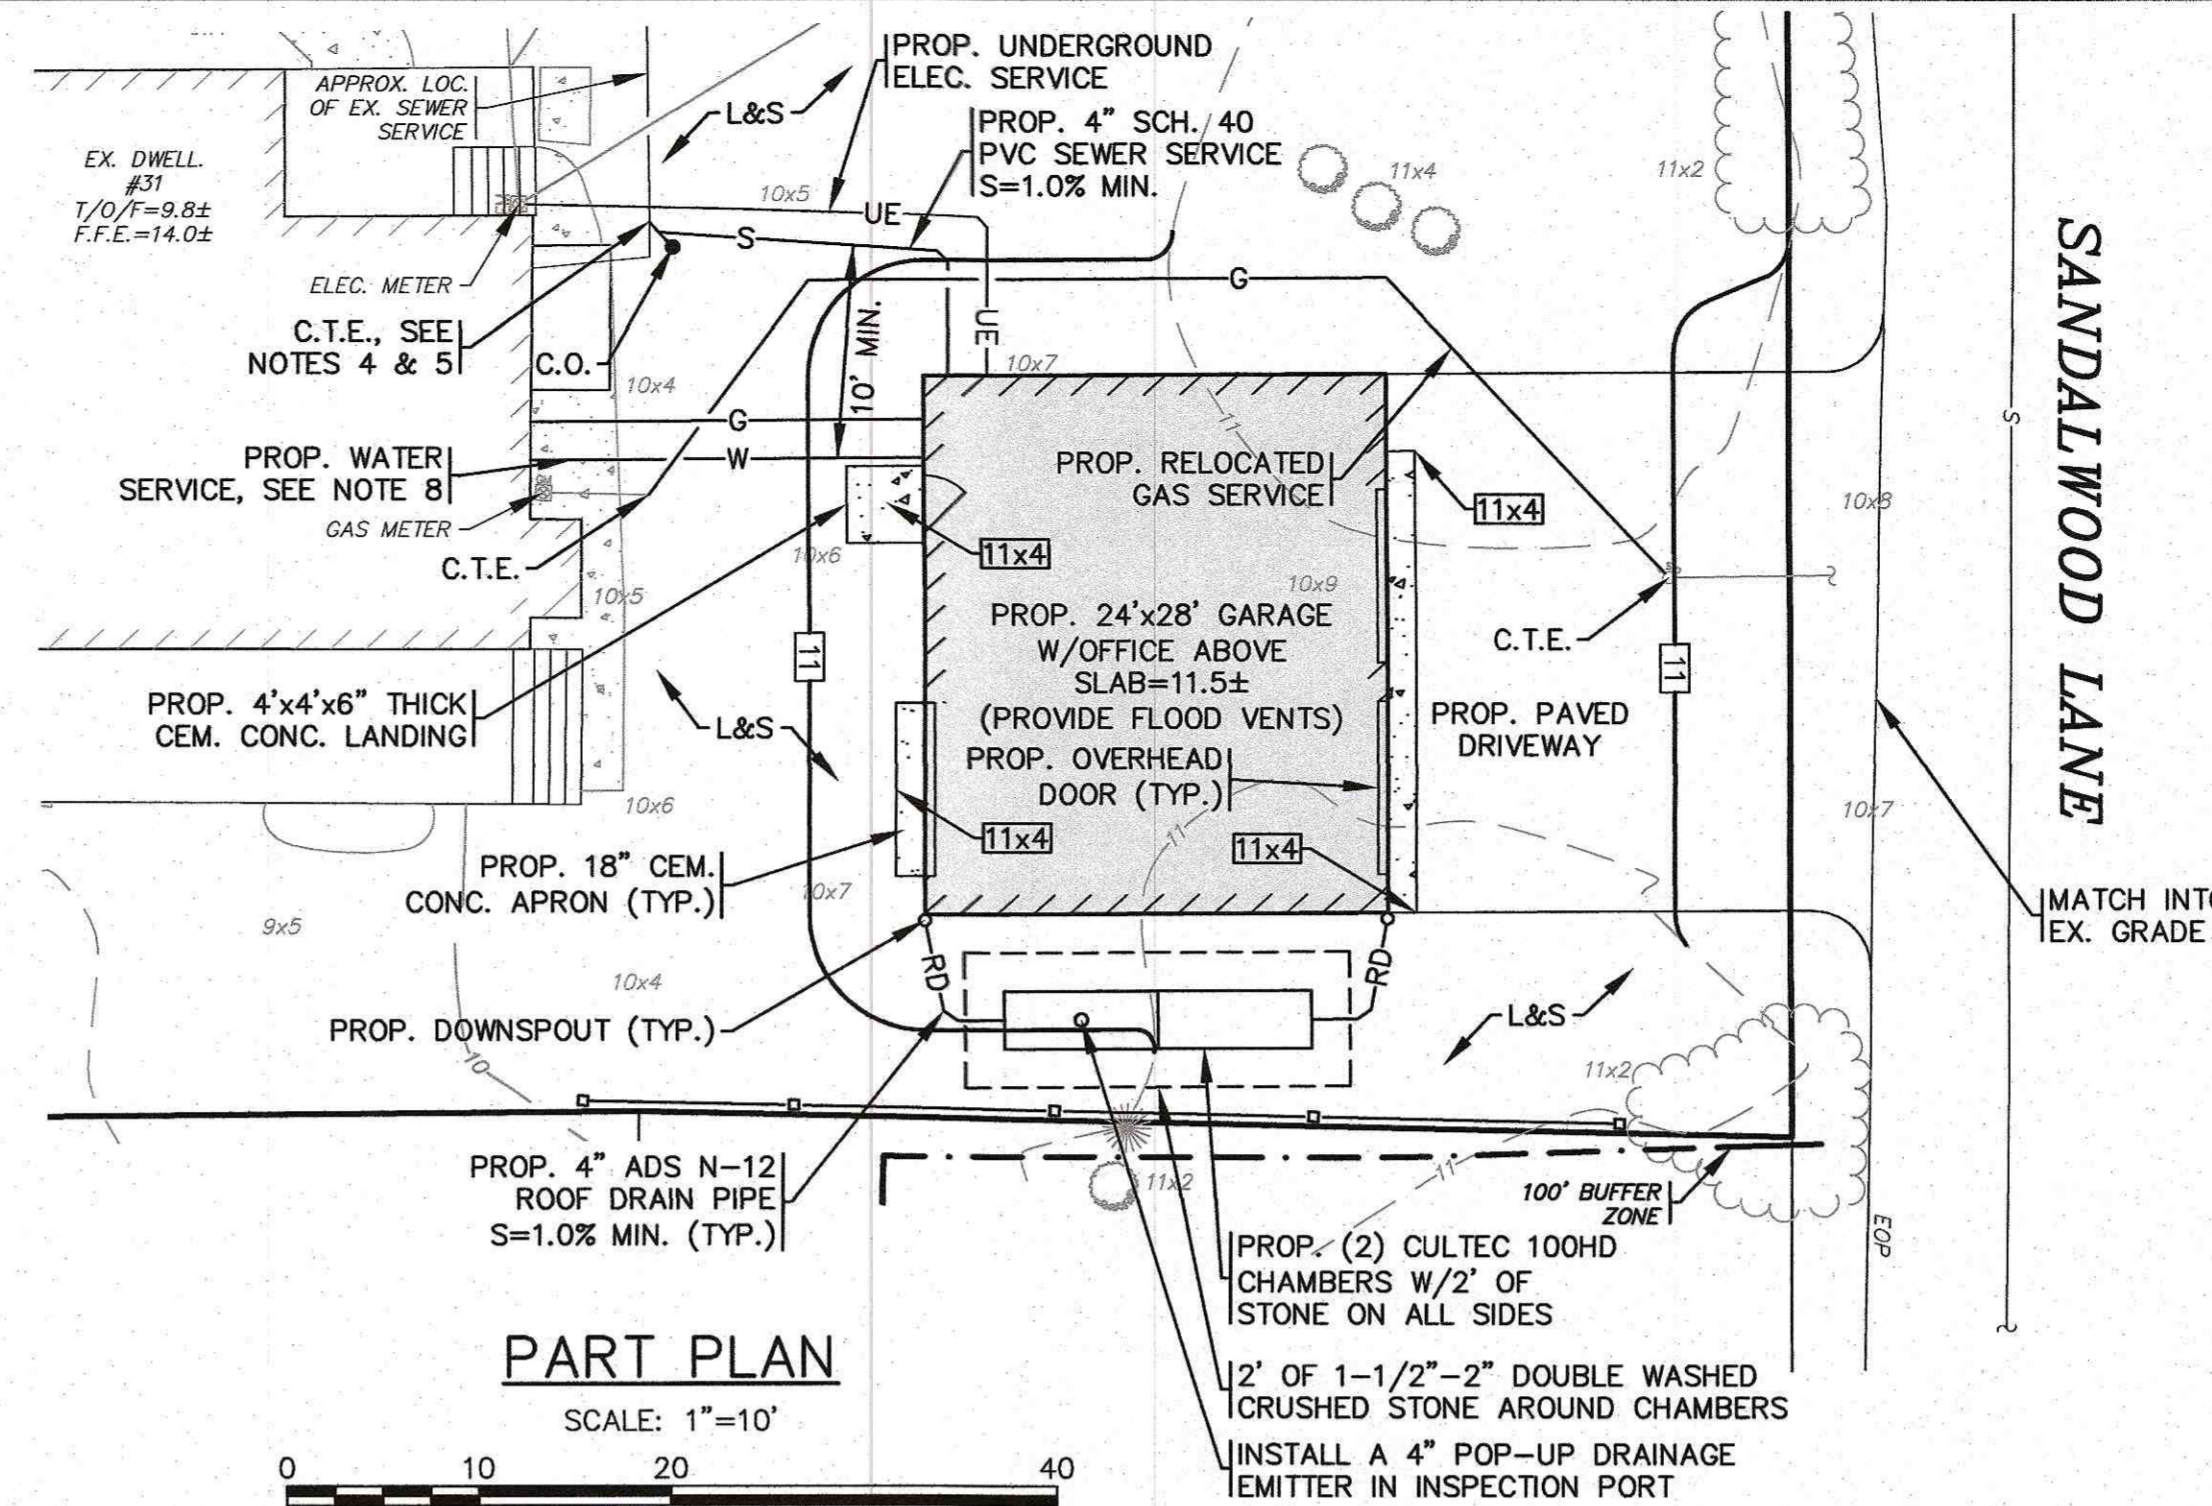 PROP. UNDERGROUND
ELEC. SERVICE
APPROX. LOC.
OF EX. SEWER
SERVICE
L&S
PROP. 4" SCH. 40
PVC SEWER SERVICE
S=1.0% MIN.
EX. DWELL.
#31
T/O/F=9.8±
F.F.E.=14.0±
10x5
11x4
11x2
UE
S
ELEC. METER
G
C.T.E., SEE
NOTES 4 & 5
C.O.
10' MIN.
UE
10x7
10x4
G
11
S
SANDALWOOD LANE
PROP. WATER
SERVICE, SEE NOTE 8
W
PROP. RELOCATED
GAS SERVICE
11x4
10x8
GAS METER
C.T.E.
10x6
11x4
10x5
10x9
PROP. 24'x28' GARAGE
W/OFFICE ABOVE
SLAB=11.5±
(PROVIDE FLOOD VENTS)
C.T.E.
11
11
PROP. 4'x4'x6" THICK
CEM. CONC. LANDING
L&S
PROP. PAVED
DRIVEWAY
PROP. OVERHEAD
DOOR (TYP.)
10x6
10x7
11
11x4
11x4
PROP. 18" CEM.
CONC. APRON (TYP.)
10x7
MATCH INTO
EX. GRADE
9x5
10x4
RD
RD
PROP. DOWNSPOUT (TYP.)
L&S
10
11x2
PROP. 4" ADS N-12
ROOF DRAIN PIPE
S=1.0% MIN. (TYP.)
11x2
11
100' BUFFER
ZONE
EOP
PROP. (2) CULTEC 100HD
CHAMBERS W/2' OF
STONE ON ALL SIDES
2' OF 1-1/2"-2" DOUBLE WASHED
CRUSHED STONE AROUND CHAMBERS
INSTALL A 4" POP-UP DRAINAGE
EMITTER IN INSPECTION PORT
PART PLAN
SCALE: 1"=10'
0 10 20 40